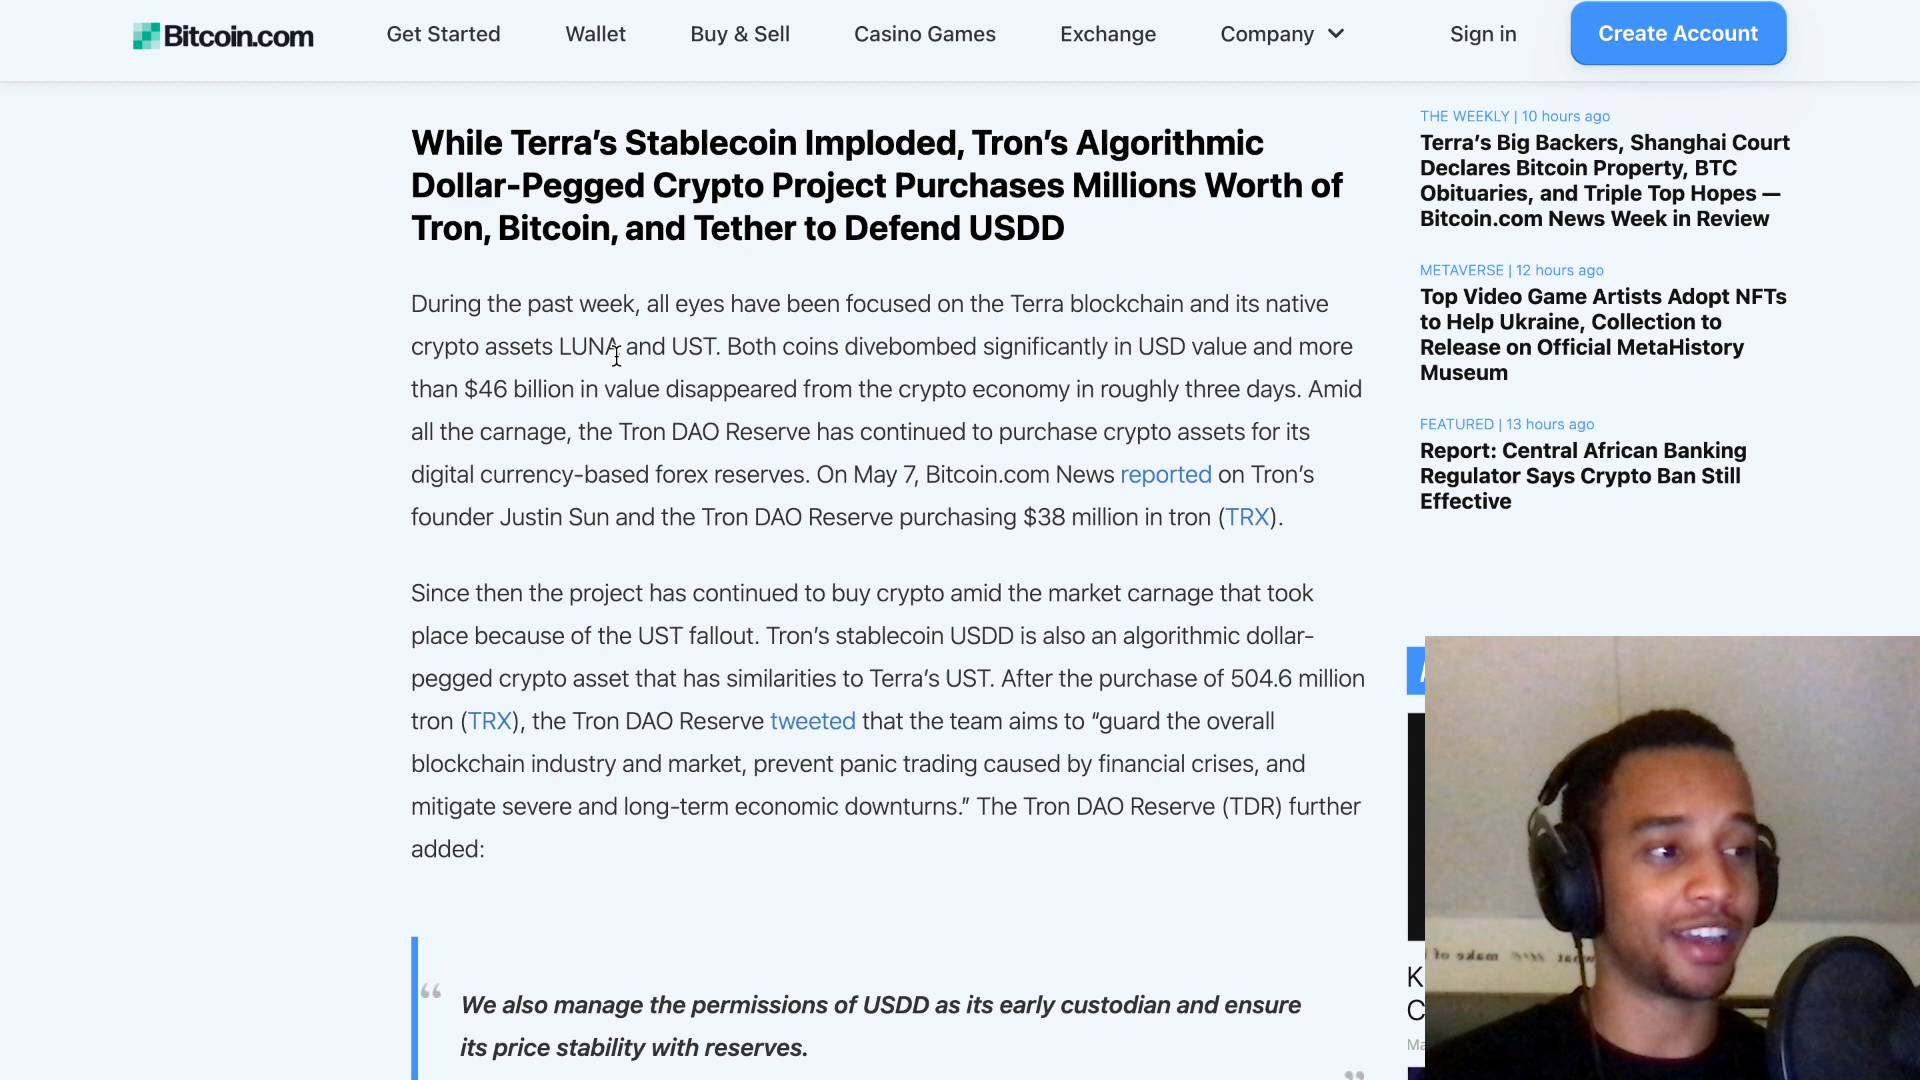 Bitcoin.com
Get Started
Wallet
Buy & Sell
Casino Games
Exchange
Company
Sign in
Create Account
While Terra’s Stablecoin Imploded, Tron’s Algorithmic
Dollar-Pegged Crypto Project Purchases Millions Worth of
Tron, Bitcoin, and Tether to Defend USDD
During the past week, all eyes have been focused on the Terra blockchain and its native
crypto assets LUNA and UST. Both coins divebombed significantly in USD value and more
than $46 billion in value disappeared from the crypto economy in roughly three days. Amid
all the carnage, the Tron DAO Reserve has continued to purchase crypto assets for its
digital currency-based forex reserves. On May 7, Bitcoin.com News reported on Tron’s
founder Justin Sun and the Tron DAO Reserve purchasing $38 million in tron (TRX).
Since then the project has continued to buy crypto amid the market carnage that took
place because of the UST fallout. Tron’s stablecoin USDD is also an algorithmic dollar-
pegged crypto asset that has similarities to Terra’s UST. After the purchase of 504.6 million
tron (TRX), the Tron DAO Reserve tweeted that the team aims to “guard the overall
blockchain industry and market, prevent panic trading caused by financial crises, and
mitigate severe and long-term economic downturns.” The Tron DAO Reserve (TDR) further
added:
“ We also manage the permissions of USDD as its early custodian and ensure
its price stability with reserves. ”
THE WEEKLY | 10 hours ago
Terra’s Big Backers, Shanghai Court
Declares Bitcoin Property, BTC
Obituaries, and Triple Top Hopes —
Bitcoin.com News Week in Review
METAVERSE | 12 hours ago
Top Video Game Artists Adopt NFTs
to Help Ukraine, Collection to
Release on Official MetaHistory
Museum
FEATURED | 13 hours ago
Report: Central African Banking
Regulator Says Crypto Ban Still
Effective
K
C
Ma
what
make of